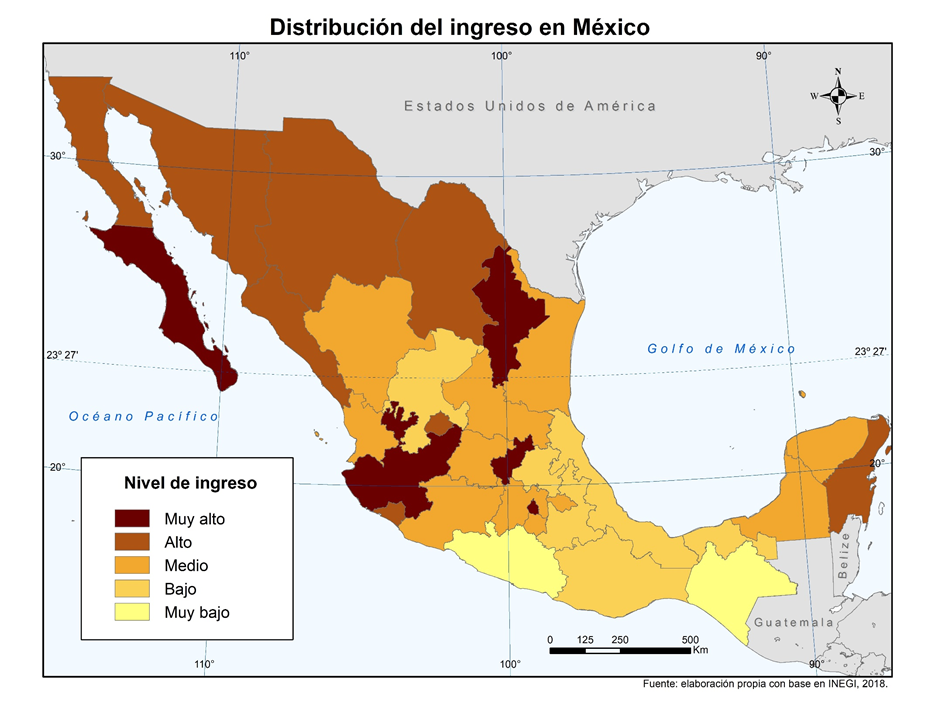 Distribución del ingreso en México
110°
100°
90°
N
W
E
S
Estados Unidos de América
30°
30°
Golfo de México
23° 27'
23° 27'
Océano Pacífico
20°
20°
Nivel de ingreso
Muy alto
Alto
Medio
Bajo
Muy bajo
Belize
Guatemala
0 125 250 500
Km
110°
100°
90°
Fuente: elaboración propia con base en INEGI, 2018.